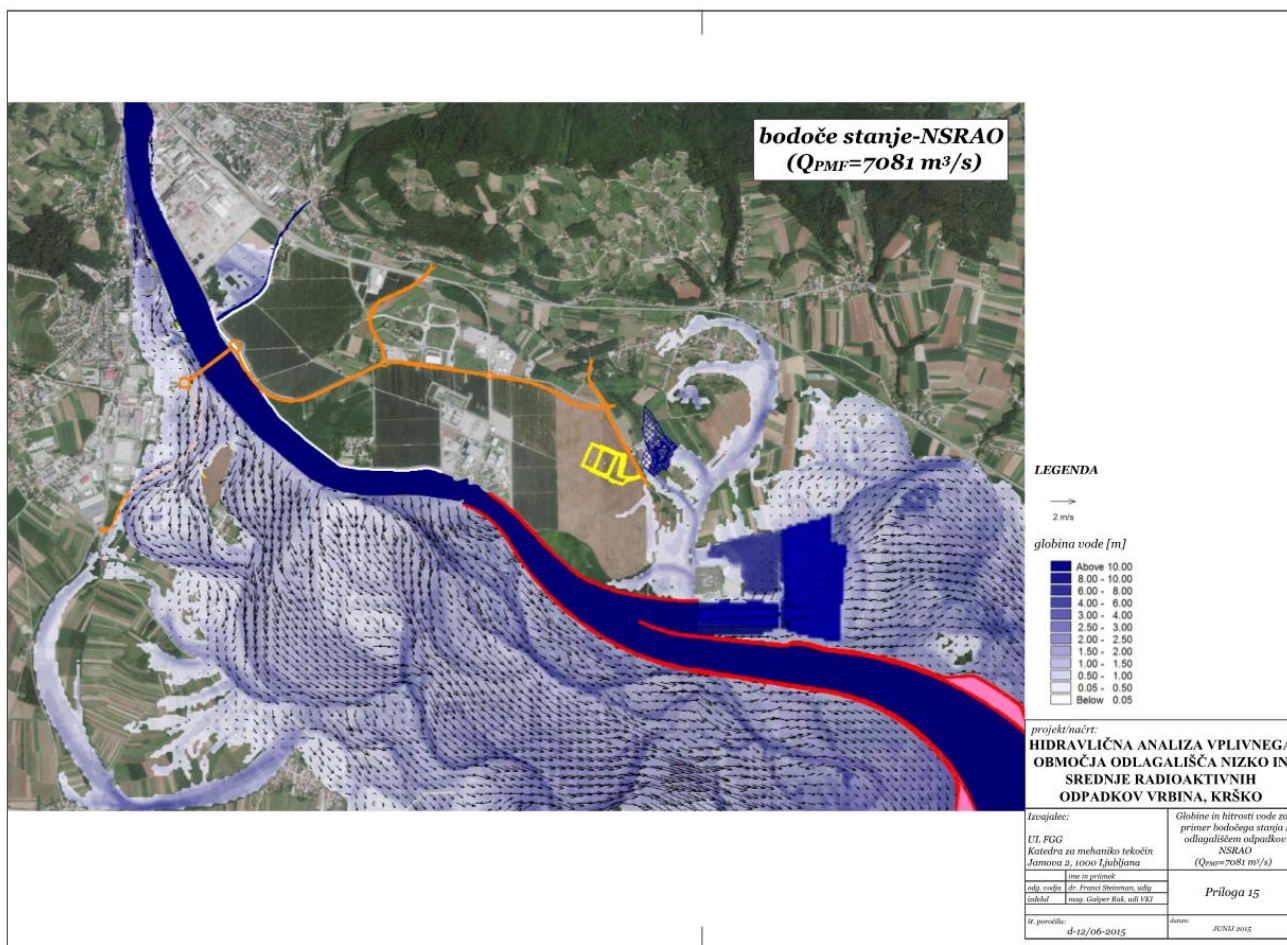 bodoče stanje-NSRAO
(QPMF=7081 m³/s)
LEGENDA
2 m/s
globina vode [m]
Above 10.00
8.00 - 10.00
6.00 - 8.00
4.00 - 6.00
3.00 - 4.00
2.50 - 3.00
2.00 - 2.50
1.50 - 2.00
1.00 - 1.50
0.50 - 1.00
0.05 - 0.50
Below 0.05
projekt/načrt:
HIDRAVLIČNA ANALIZA VPLIVNEGA
OBMOČJA ODLAGALIŠČA NIZKO IN
SREDNJE RADIOAKTIVNIH
ODPADKOV VRBINA, KRŠKO
Izvajalec:
UL FGG
Katedra za mehaniko tekočin
Jamova 2, 1000 Ljubljana
Globine in hitrosti vode za
primer bodočega stanja
odlagališčem odpadkov
NSRAO
(QPMF=7081 m³/s)
ime in priimek
odg. vodja dr. Franci Steinman, udig
izdelal mag. Gašper Rak, udi VKI
Priloga 15
št. poročila:
d-12/06-2015
datum:
JUNIJ 2015